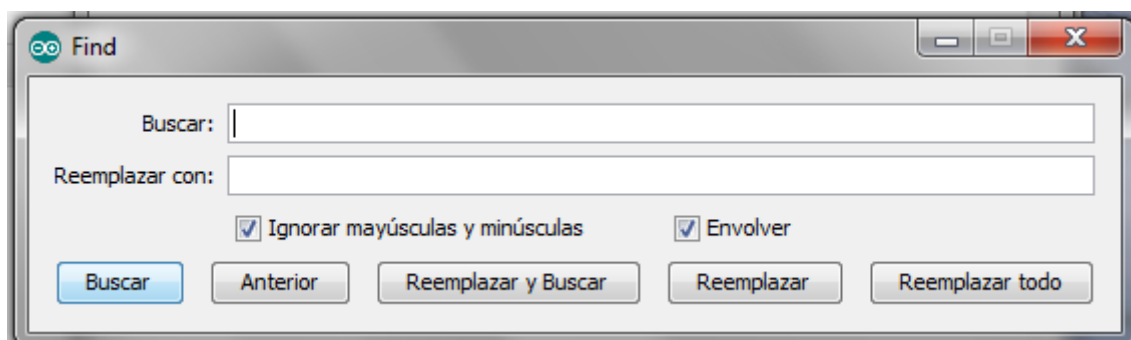 Find
Buscar:
Reemplazar con:
Ignorar mayúsculas y minúsculas Envolver
Buscar Anterior Reemplazar y Buscar Reemplazar Reemplazar todo